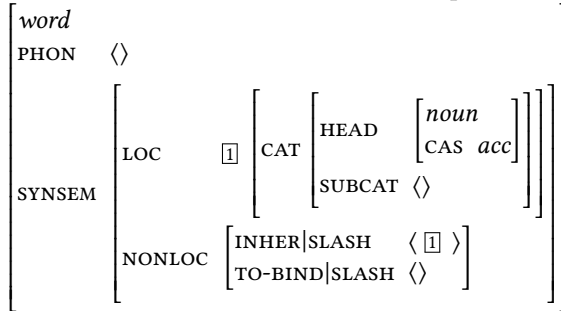 word
PHON ⟨⟩
SYNSEM LOC 1 CAT HEAD noun
CAS acc
SUBCAT ⟨⟩
NONLOC INHER|SLASH ⟨ 1 ⟩
TO-BIND|SLASH ⟨⟩